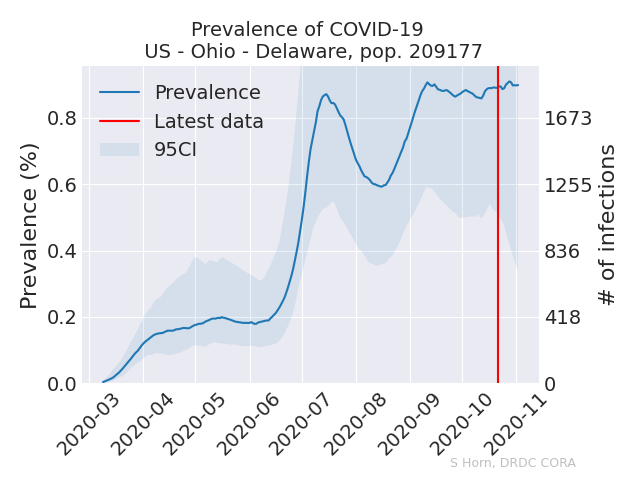 Prevalence of COVID-19
US - Ohio - Delaware, pop. 209177
Prevalence
Latest data
95CI
Prevalence (%)
0.8
0.6
0.4
0.2
0.0
1673
1255
836
418
0
# of infections
2020-03
2020-04
2020-05
2020-06
2020-07
2020-08
2020-09
2020-10
2020-11
S Horn, DRDC CORA